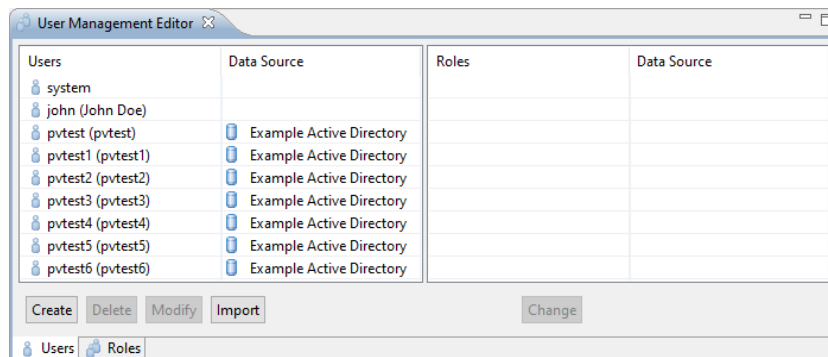 User Management Editor
Users Data Source Roles Data Source
system
john (John Doe)
pvtest (pvtest) Example Active Directory
pvtest1 (pvtest1) Example Active Directory
pvtest2 (pvtest2) Example Active Directory
pvtest3 (pvtest3) Example Active Directory
pvtest4 (pvtest4) Example Active Directory
pvtest5 (pvtest5) Example Active Directory
pvtest6 (pvtest6) Example Active Directory
Create Delete Modify Import Change
Users Roles